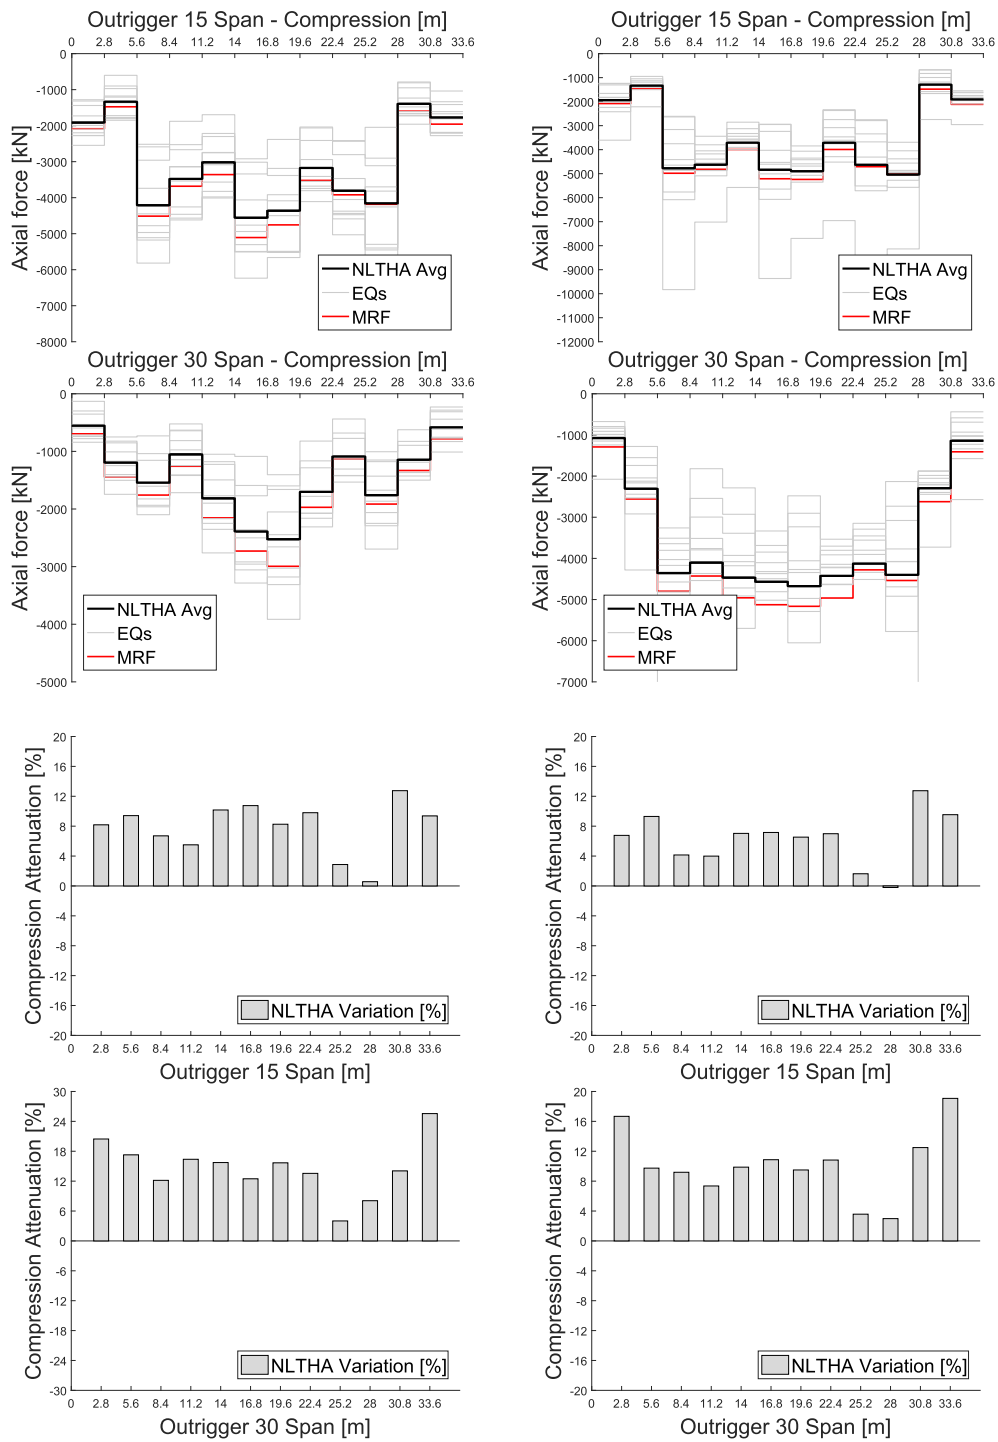 Outrigger 15 Span - Compression [m]
0 2.8 5.6 8.4 11.2 14 16.8 19.6 22.4 25.2 28 30.8 33.6
Axial force [kN]
0
-1000
-2000
-3000
-4000
-5000
-6000
-7000
-8000
NLTHA Avg
EQs
MRF
Outrigger 15 Span - Compression [m]
0 2.8 5.6 8.4 11.2 14 16.8 19.6 22.4 25.2 28 30.8 33.6
Axial force [kN]
0
-1000
-2000
-3000
-4000
-5000
-6000
-7000
-8000
-9000
-10000
-11000
-12000
NLTHA Avg
EQs
MRF
Outrigger 30 Span - Compression [m]
0 2.8 5.6 8.4 11.2 14 16.8 19.6 22.4 25.2 28 30.8 33.6
Axial force [kN]
0
-1000
-2000
-3000
-4000
-5000
NLTHA Avg
EQs
MRF
Outrigger 30 Span - Compression [m]
0 2.8 5.6 8.4 11.2 14 16.8 19.6 22.4 25.2 28 30.8 33.6
Axial force [kN]
0
-1000
-2000
-3000
-4000
-5000
-6000
-7000
NLTHA Avg
EQs
MRF
Compression Attenuation [%]
20
16
12
8
4
0
-4
-8
-12
-16
-20
NLTHA Variation [%]
0 2.8 5.6 8.4 11.2 14 16.8 19.6 22.4 25.2 28 30.8 33.6
Outrigger 15 Span [m]
Compression Attenuation [%]
20
16
12
8
4
0
-4
-8
-12
-16
-20
NLTHA Variation [%]
0 2.8 5.6 8.4 11.2 14 16.8 19.6 22.4 25.2 28 30.8 33.6
Outrigger 15 Span [m]
Compression Attenuation [%]
30
24
18
12
6
0
-6
-12
-18
-24
-30
NLTHA Variation [%]
0 2.8 5.6 8.4 11.2 14 16.8 19.6 22.4 25.2 28 30.8 33.6
Outrigger 30 Span [m]
Compression Attenuation [%]
20
16
12
8
4
0
-4
-8
-12
-16
-20
NLTHA Variation [%]
0 2.8 5.6 8.4 11.2 14 16.8 19.6 22.4 25.2 28 30.8 33.6
Outrigger 30 Span [m]